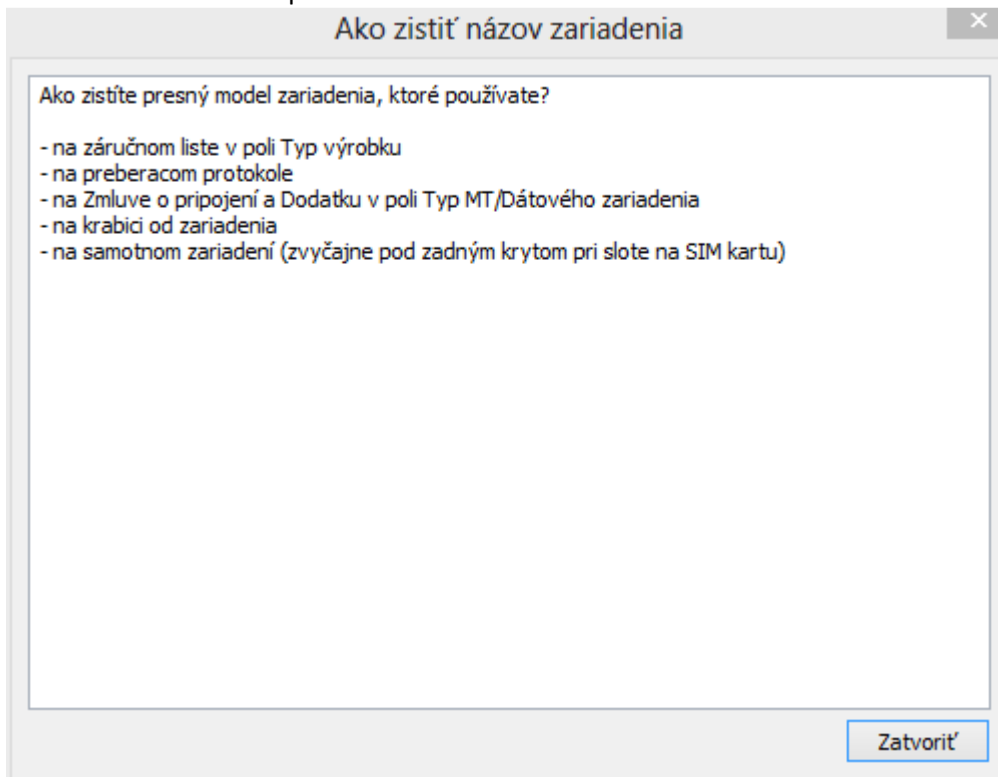 Ako zistiť názov zariadenia
Ako zistíte presný model zariadenia, ktoré používate?
- na záručnom liste v poli Typ výrobku
- na preberacom protokole
- na Zmluve o pripojení a Dodatku v poli Typ MT/Dátového zariadenia
- na krabici od zariadenia
- na samotnom zariadení (zvyčajne pod zadným krytom pri slote na SIM kartu)
Zatvoriť